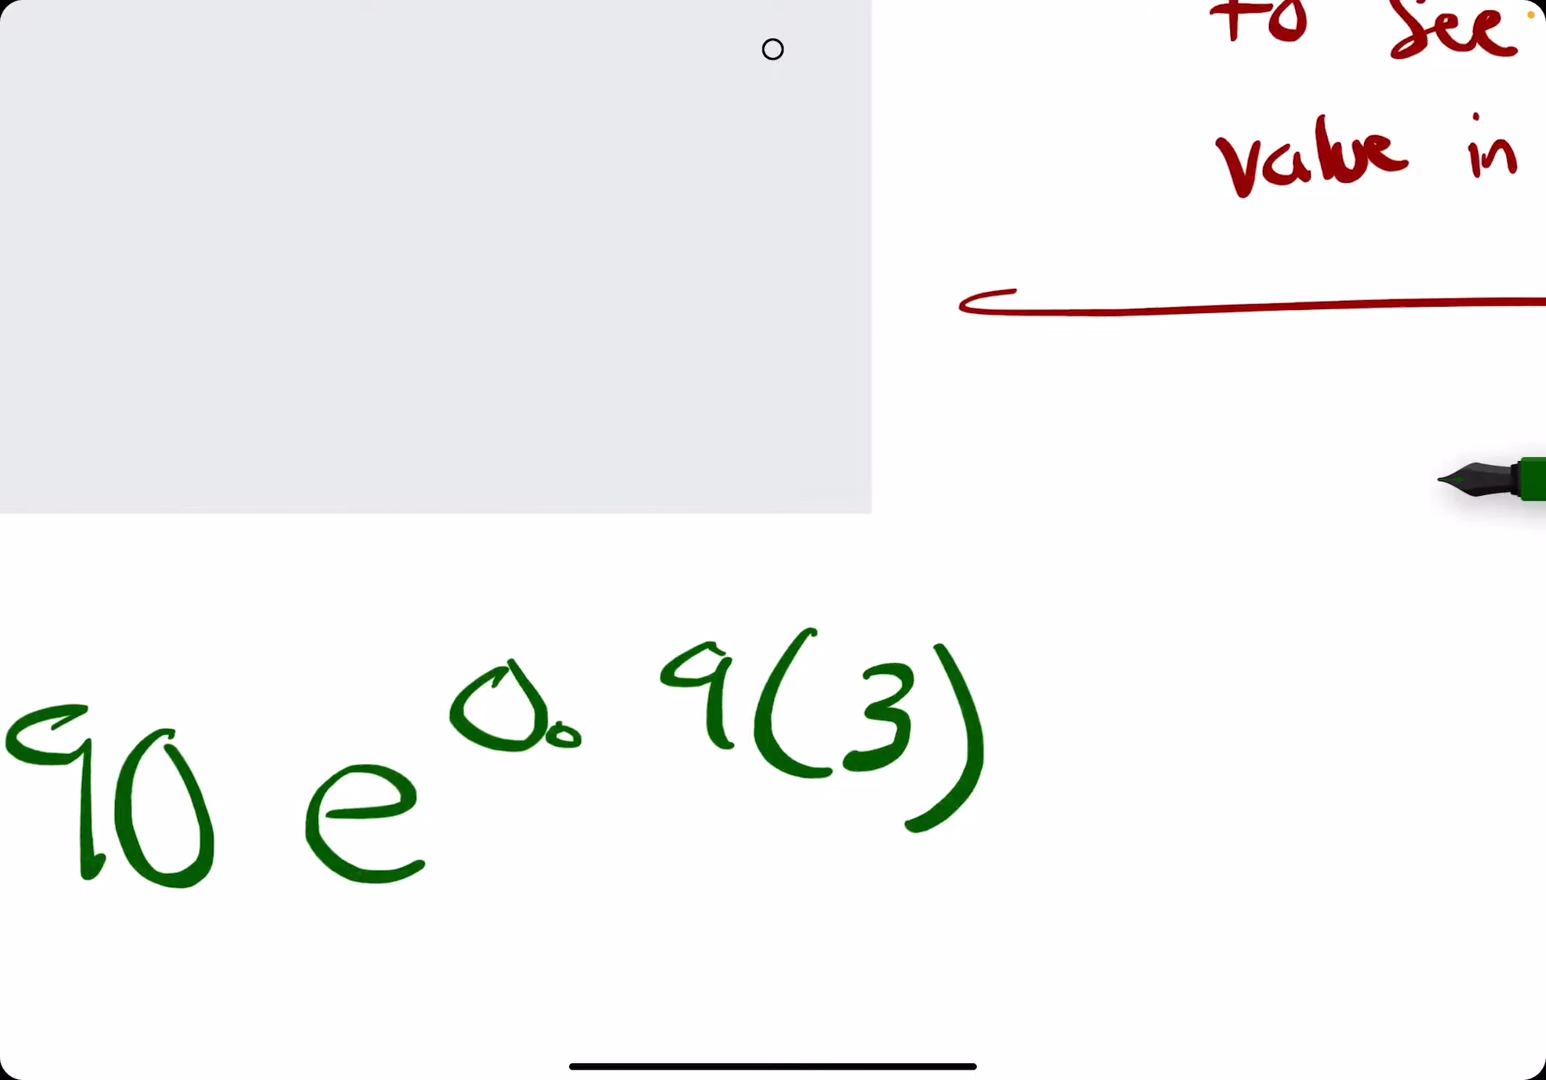 to see
value in
90 e^0.9(3)